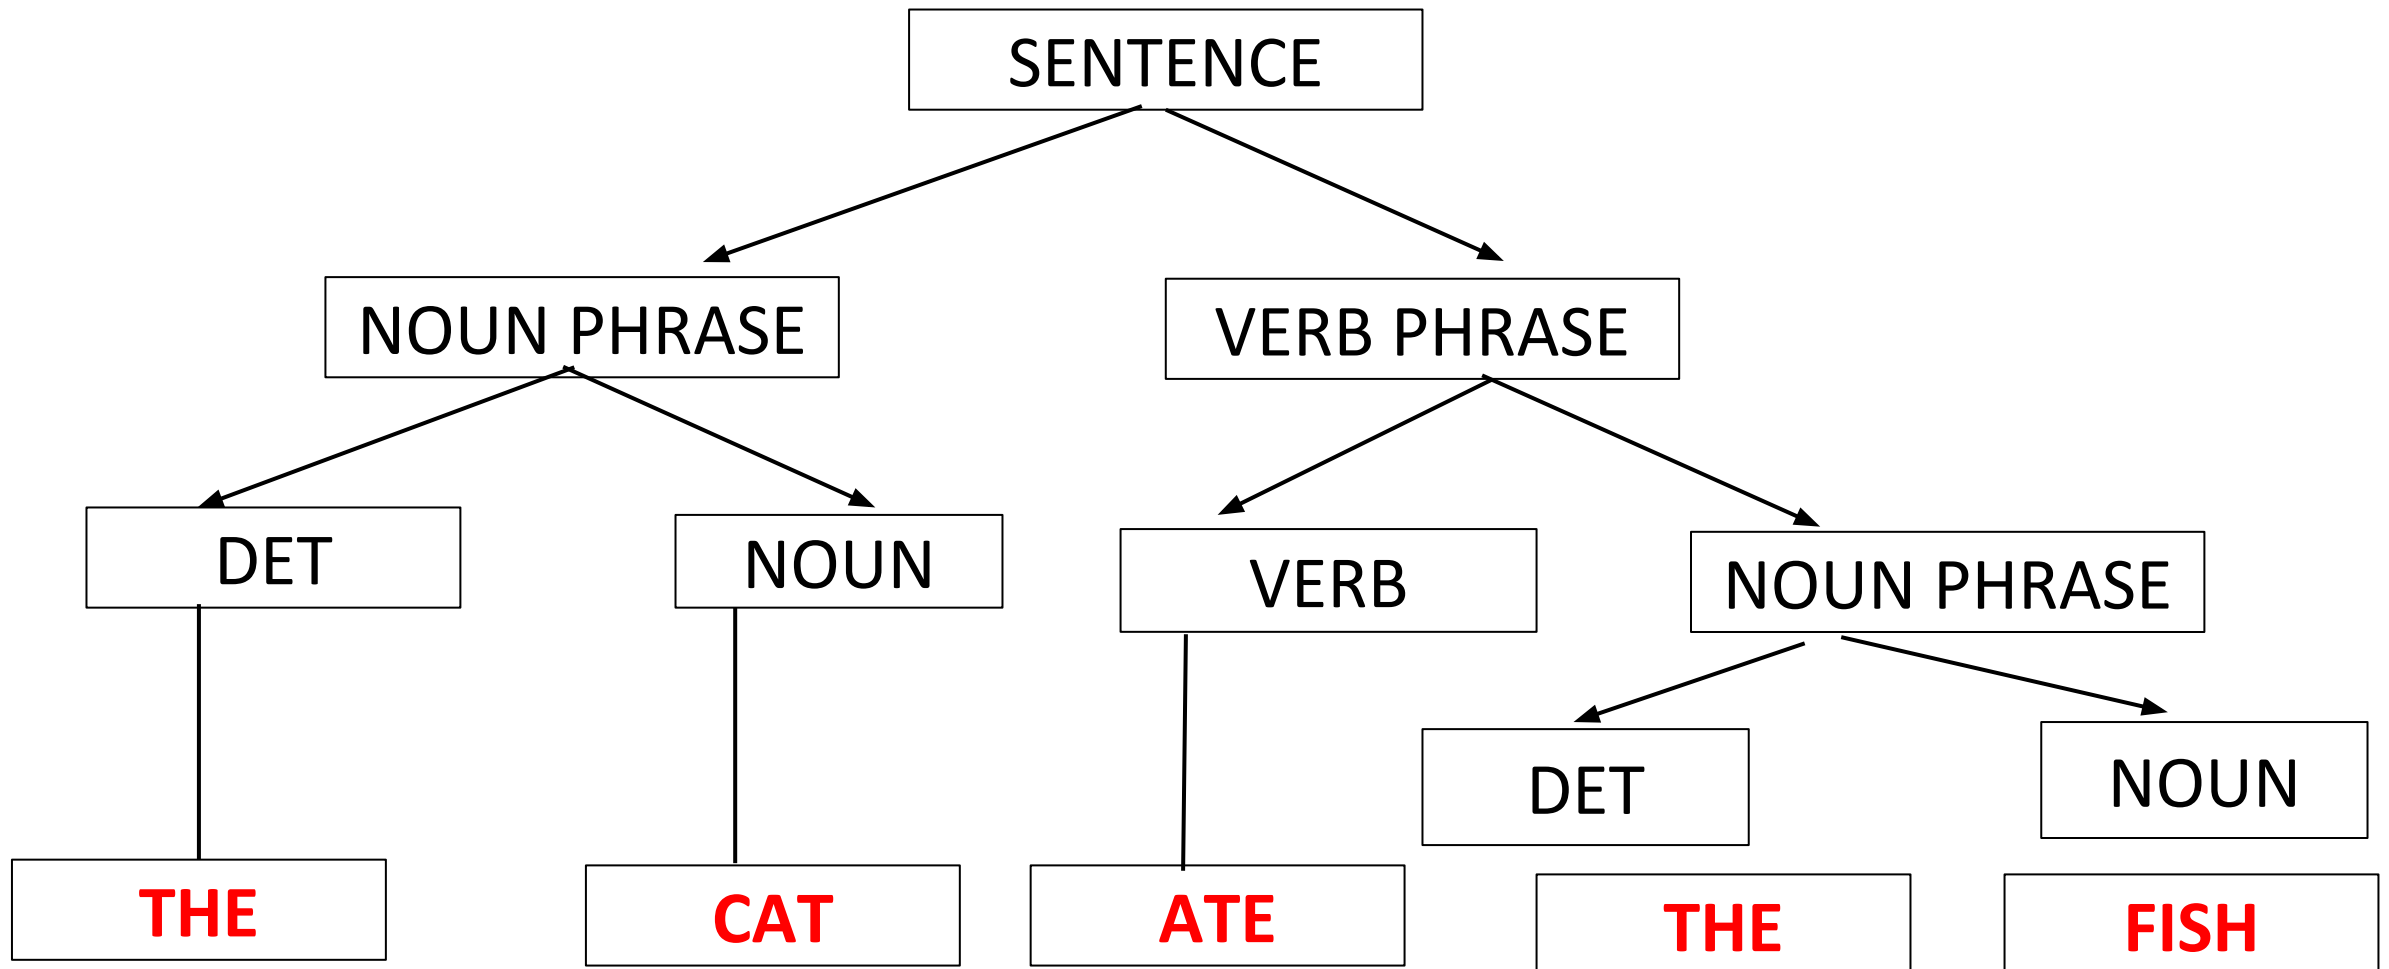 SENTENCE
NOUN PHRASE
VERB PHRASE
DET
NOUN
VERB
NOUN PHRASE
DET
NOUN
THE
CAT
ATE
THE
FISH